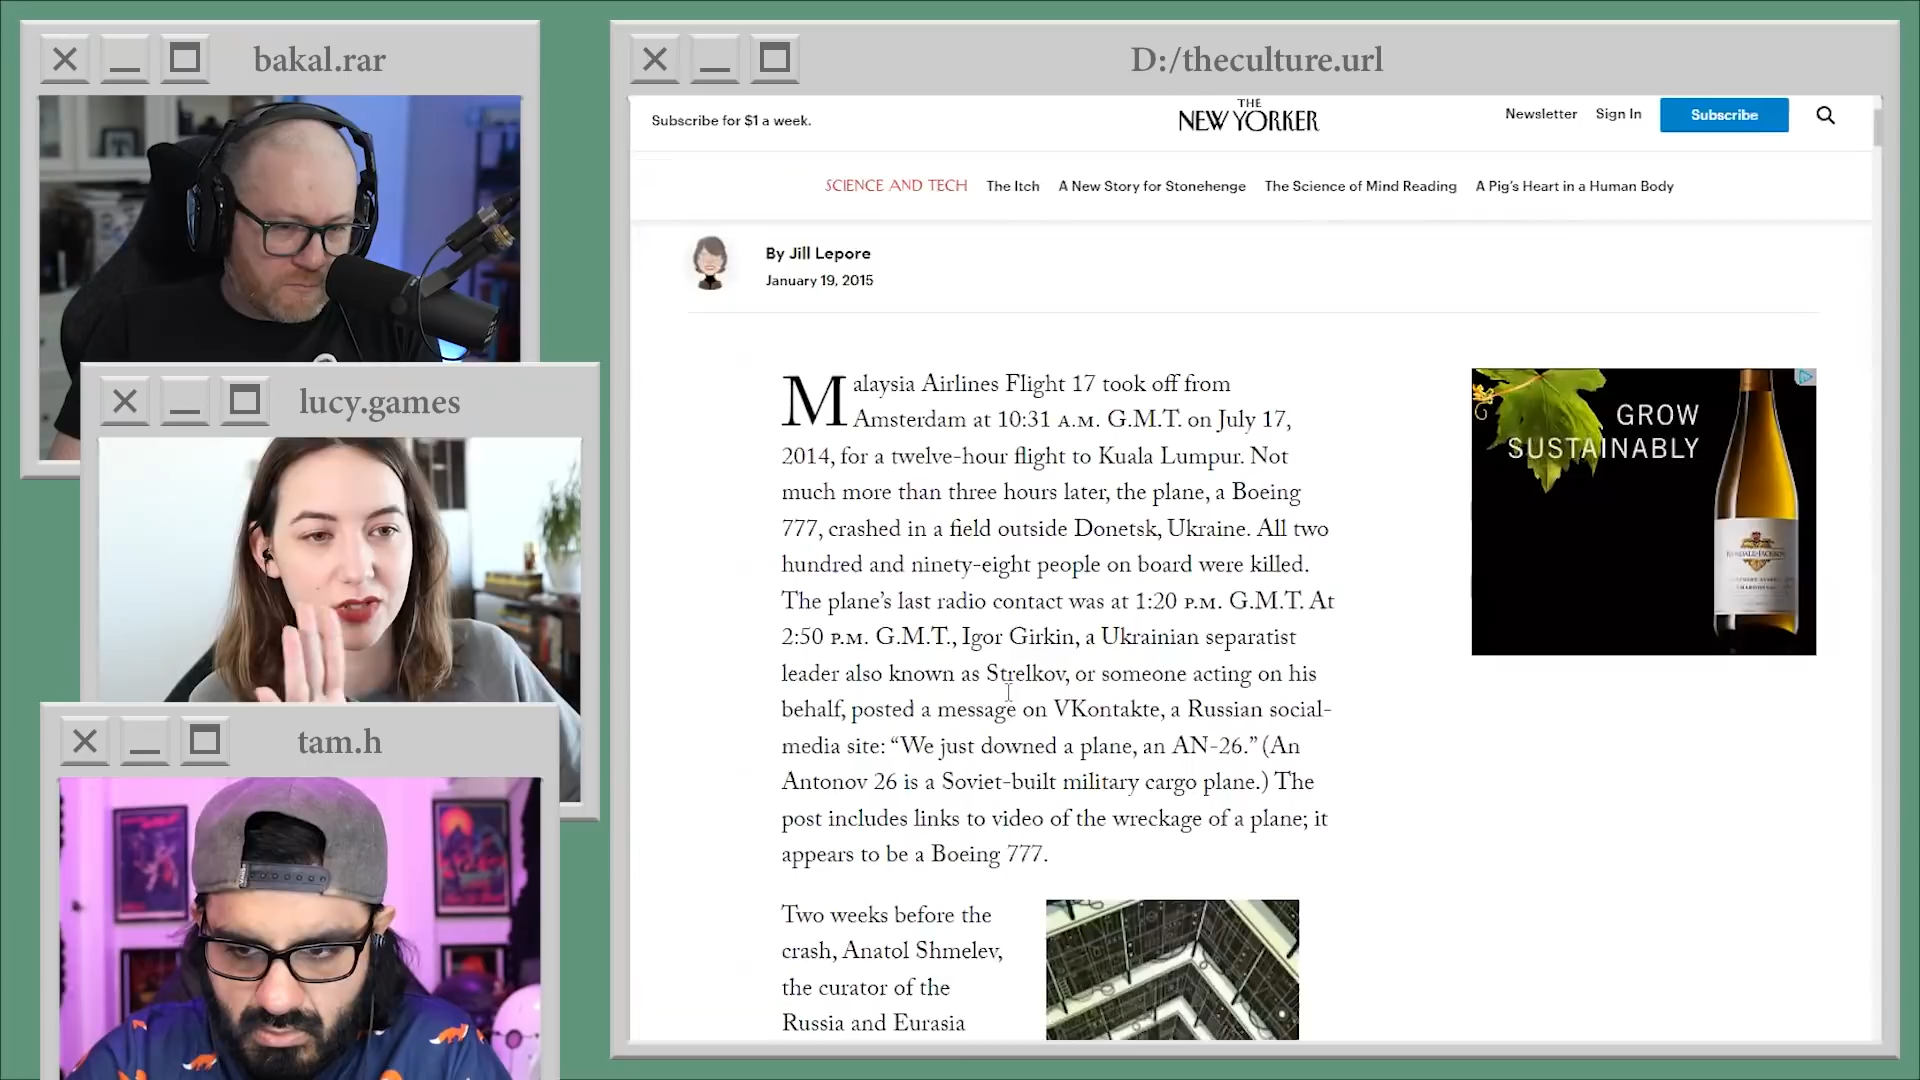 bakal.rar
lucy.games
tam.h
D:/theculture.url
Subscribe for $1 a week.
THE
NEW YORKER
Newsletter
Sign In
Subscribe
SCIENCE AND TECH
The Itch
A New Story for Stonehenge
The Science of Mind Reading
A Pig's Heart in a Human Body
By Jill Lepore
January 19, 2015
Malaysia Airlines Flight 17 took off from
Amsterdam at 10:31 A.M. G.M.T. on July 17,
2014, for a twelve-hour flight to Kuala Lumpur. Not
much more than three hours later, the plane, a Boeing
777, crashed in a field outside Donetsk, Ukraine. All two
hundred and ninety-eight people on board were killed.
The plane's last radio contact was at 1:20 P.M. G.M.T. At
2:50 P.M. G.M.T., Igor Girkin, a Ukrainian separatist
leader also known as Strelkov, or someone acting on his
behalf, posted a message on VKontakte, a Russian social-
media site: “We just downed a plane, an AN-26.” (An
Antonov 26 is a Soviet-built military cargo plane.) The
post includes links to video of the wreckage of a plane; it
appears to be a Boeing 777.
Two weeks before the
crash, Anatol Shmelev,
the curator of the
Russia and Eurasia
GROW
SUSTAINABLY